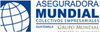 ASEGURADORA
MUNDIAL
COLECTIVOS EMPRESARIALES
GUATEMALA GRUPO MUNDIAL